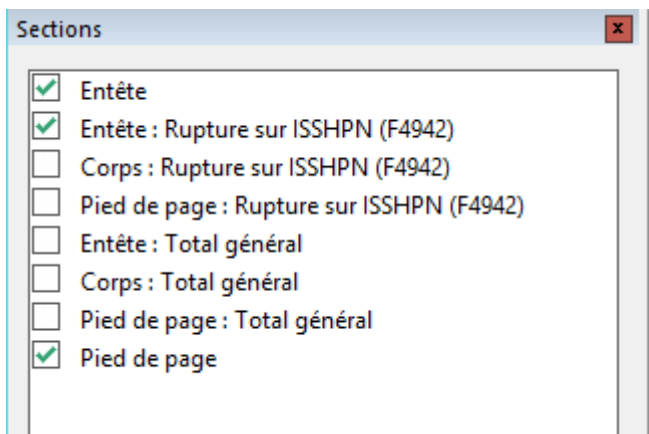 Sections
Entête
Entête : Rupture sur ISSHPN (F4942)
Corps : Rupture sur ISSHPN (F4942)
Pied de page : Rupture sur ISSHPN (F4942)
Entête : Total général
Corps : Total général
Pied de page : Total général
Pied de page